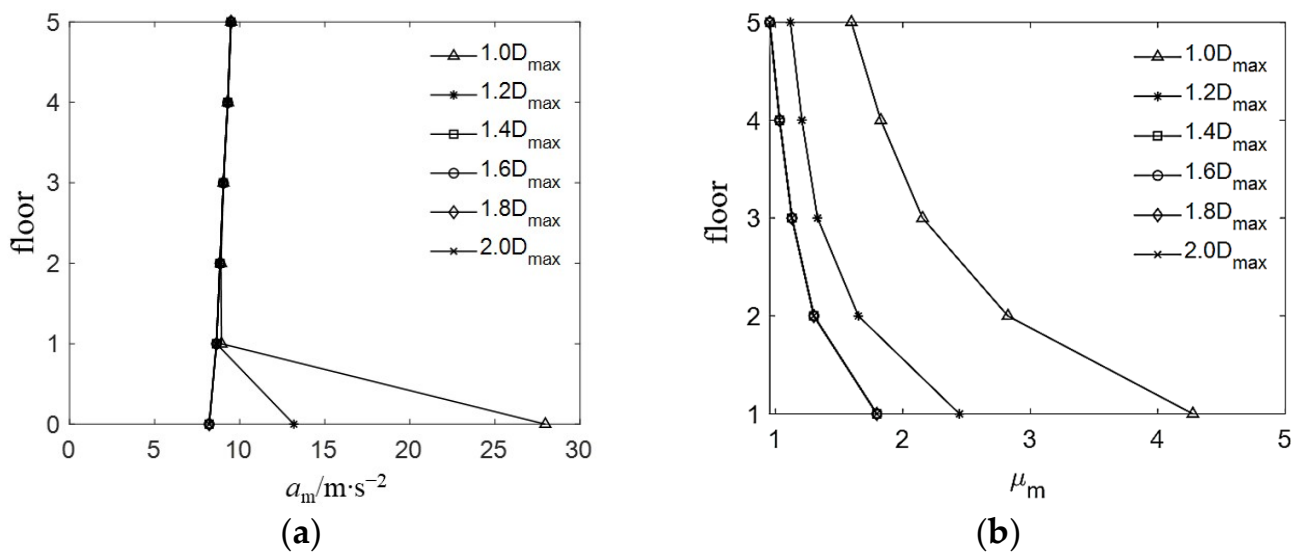 5
4
3
2
1
0
floor
0 5 10 15 20 25 30
aₘ/m·s⁻²
1.0Dmax
1.2Dmax
1.4Dmax
1.6Dmax
1.8Dmax
2.0Dmax
(a)
5
4
3
2
1
floor
1 2 3 4 5
μₘ
1.0Dmax
1.2Dmax
1.4Dmax
1.6Dmax
1.8Dmax
2.0Dmax
(b)